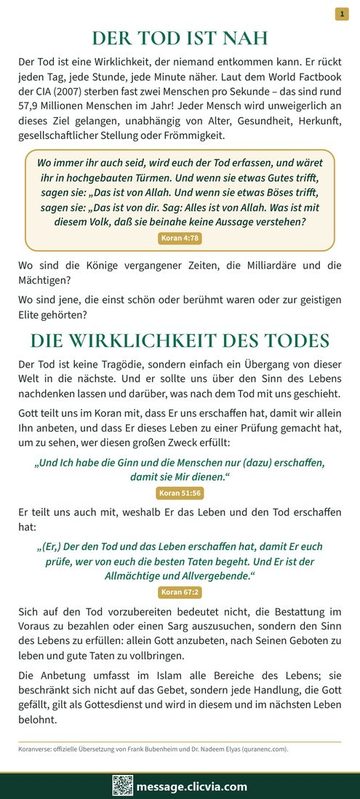 1
DER TOD IST NAH
Der Tod ist eine Wirklichkeit, der niemand entkommen kann. Er rückt
jeden Tag, jede Stunde, jede Minute näher. Laut dem World Factbook
der CIA (2007) sterben fast zwei Menschen pro Sekunde – das sind rund
57,9 Millionen Menschen im Jahr! Jeder Mensch wird unweigerlich an
dieses Ziel gelangen, unabhängig von Alter, Gesundheit, Herkunft,
gesellschaftlicher Stellung oder Frömmigkeit.
Wo immer ihr auch seid, wird euch der Tod erfassen, und wäret
ihr in hochgebauten Türmen. Und wenn sie etwas Gutes trifft,
sagen sie: „Das ist von Allah. Und wenn sie etwas Böses trifft,
sagen sie: „Das ist von dir. Sag: Alles ist von Allah. Was ist mit
diesem Volk, daß sie beinahe keine Aussage verstehen?
Koran 4:78
Wo sind die Könige vergangener Zeiten, die Milliardäre und die
Mächtigen?
Wo sind jene, die einst schön oder berühmt waren oder zur geistigen
Elite gehörten?
DIE WIRKLICHKEIT DES TODES
Der Tod ist keine Tragödie, sondern einfach ein Übergang von dieser
Welt in die nächste. Und er sollte uns über den Sinn des Lebens
nachdenken lassen und darüber, was nach dem Tod mit uns geschieht.
Gott teilt uns im Koran mit, dass Er uns erschaffen hat, damit wir allein
Ihn anbeten, und dass Er dieses Leben zu einer Prüfung gemacht hat,
um zu sehen, wer diesen großen Zweck erfüllt:
„Und Ich habe die Ginn und die Menschen nur (dazu) erschaffen,
damit sie Mir dienen.“
Koran 51:56
Er teilt uns auch mit, weshalb Er das Leben und den Tod erschaffen
hat:
„(Er,) Der den Tod und das Leben erschaffen hat, damit Er euch
prüfe, wer von euch die besten Taten begeht. Und Er ist der
Allmächtige und Allvergebende.“
Koran 67:2
Sich auf den Tod vorzubereiten bedeutet nicht, die Bestattung im
Voraus zu bezahlen oder einen Sarg auszusuchen, sondern den Sinn
des Lebens zu erfüllen: allein Gott anzubeten, nach Seinen Geboten zu
leben und gute Taten zu vollbringen.
Die Anbetung umfasst im Islam alle Bereiche des Lebens; sie
beschränkt sich nicht auf das Gebet, sondern jede Handlung, die Gott
gefällt, gilt als Gottesdienst und wird in diesem und im nächsten Leben
belohnt.
Koranverse: offizielle Übersetzung von Frank Bubenheim und Dr. Nadeem Elyas (quranenc.com).
message.clicvia.com